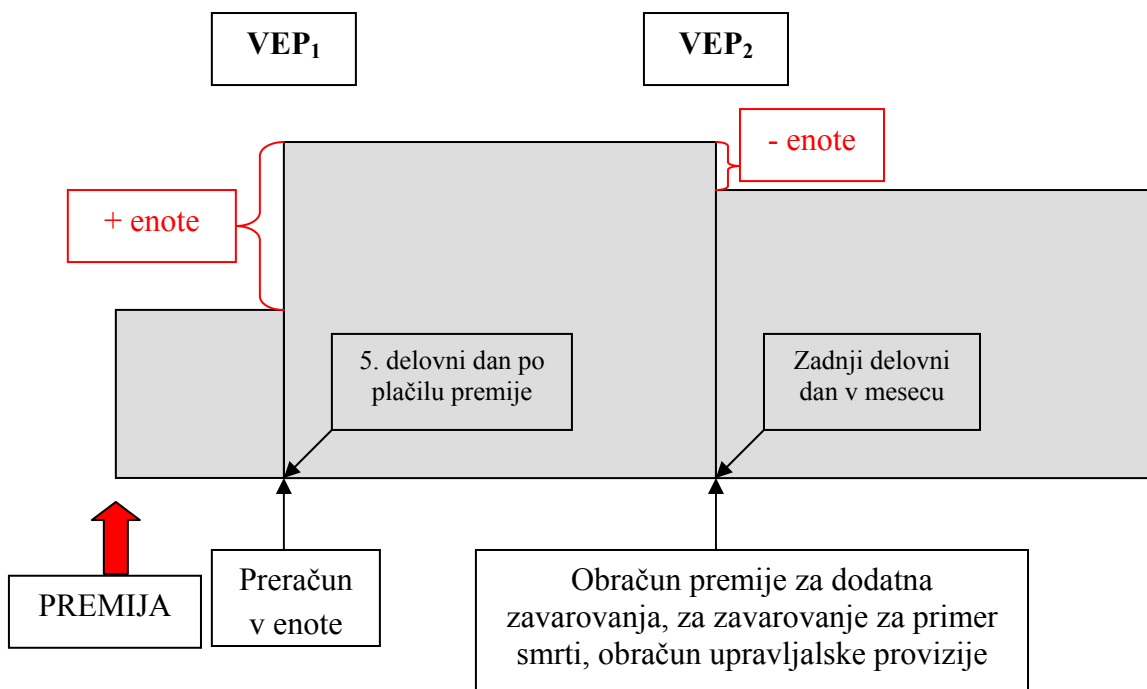 VEP₁
VEP₂
- enote
+ enote
5. delovni dan po
plačilu premije
Zadnji delovni
dan v mesecu
PREMIJA
Preračun
v enote
Obračun premije za dodatna
zavarovanja, za zavarovanje za primer
smrti, obračun upravljalske provizije